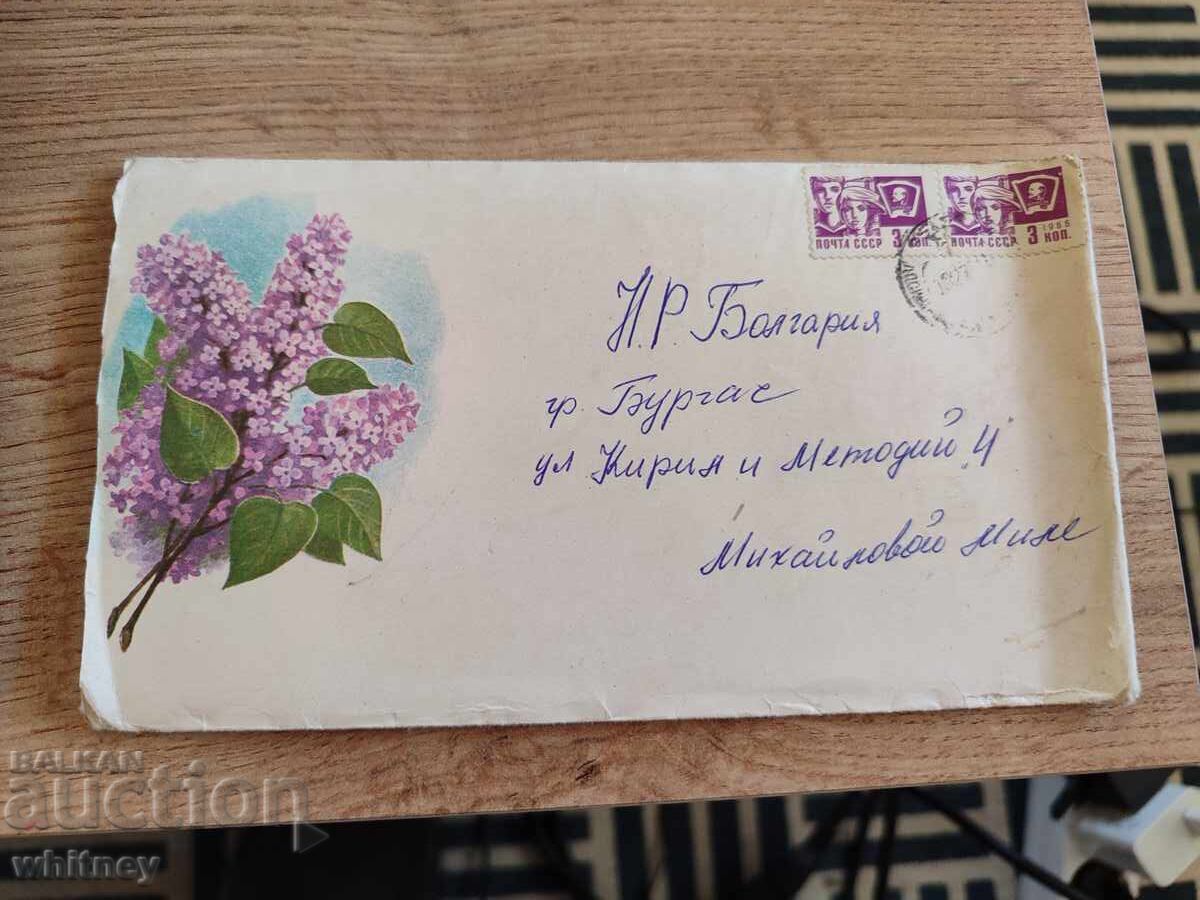 ПОЧТА СССР 3 КОП.
ПОЧТА СССР 3 КОП. 1966
Н.Р. Болгария
гр. Бургас
ул Кирил и Методий 4
Михайловой Миле
BALKAN
auction
whitney